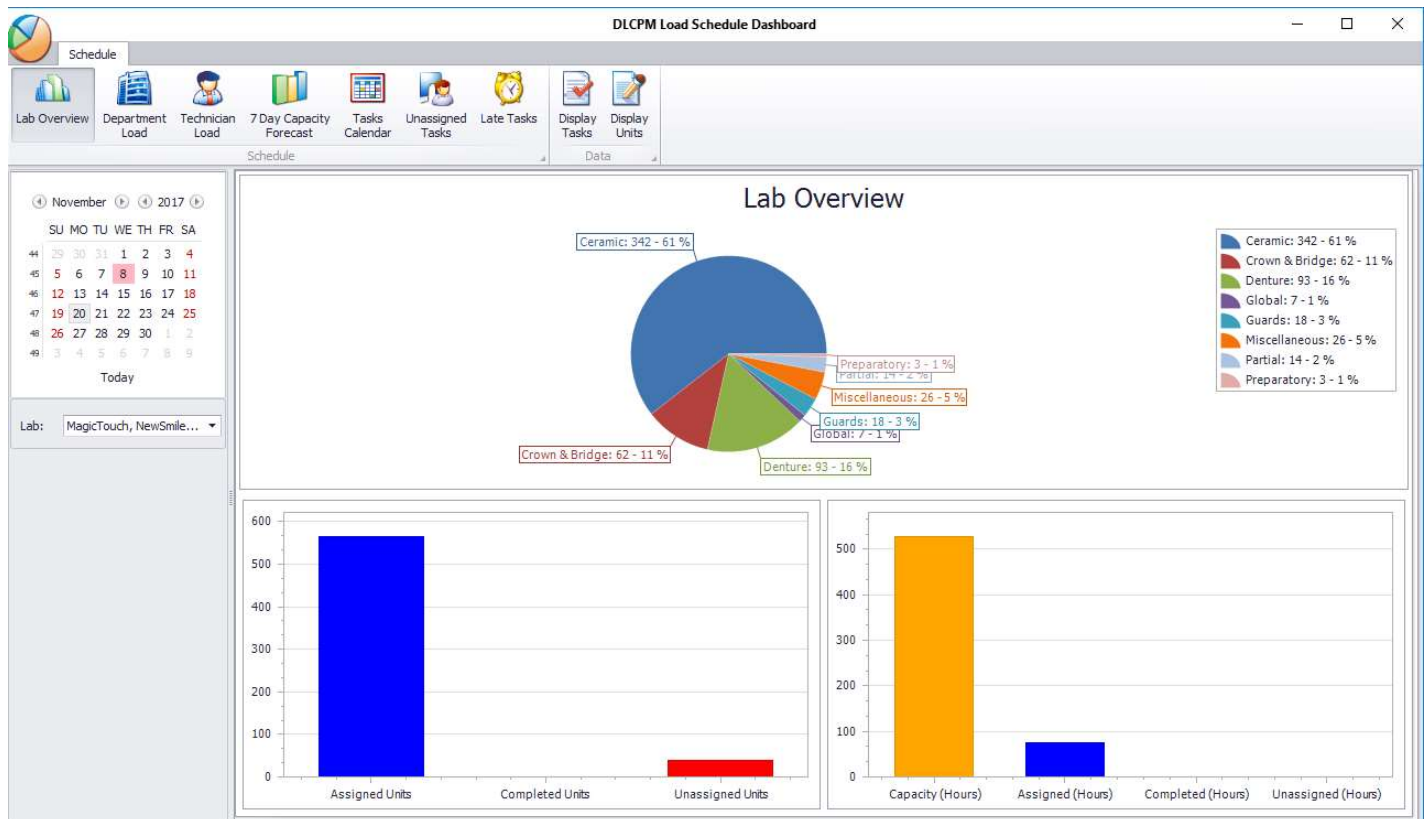 DLCPM Load Schedule Dashboard
Schedule
Lab Overview
Department Load
Technician Load
7 Day Capacity Forecast
Tasks Calendar
Unassigned Tasks
Late Tasks
Display Tasks
Display Units
Schedule
Data
November 2017
SU MO TU WE TH FR SA
44 29 30 31 1 2 3 4
45 5 6 7 8 9 10 11
46 12 13 14 15 16 17 18
47 19 20 21 22 23 24 25
48 26 27 28 29 30 1 2
49 3 4 5 6 7 8 9
Today
Lab: MagicTouch, NewSmile...
Lab Overview
Ceramic: 342 - 61 %
Preparatory: 3 - 1 %
Partial: 14 - 2 %
Miscellaneous: 26 - 5 %
Guards: 18 - 3 %
Global: 7 - 1 %
Crown & Bridge: 62 - 11 %
Denture: 93 - 16 %
Ceramic: 342 - 61 %
Crown & Bridge: 62 - 11 %
Denture: 93 - 16 %
Global: 7 - 1 %
Guards: 18 - 3 %
Miscellaneous: 26 - 5 %
Partial: 14 - 2 %
Preparatory: 3 - 1 %
600
500
400
300
200
100
0
Assigned Units Completed Units Unassigned Units
500
400
300
200
100
0
Capacity (Hours) Assigned (Hours) Completed (Hours) Unassigned (Hours)